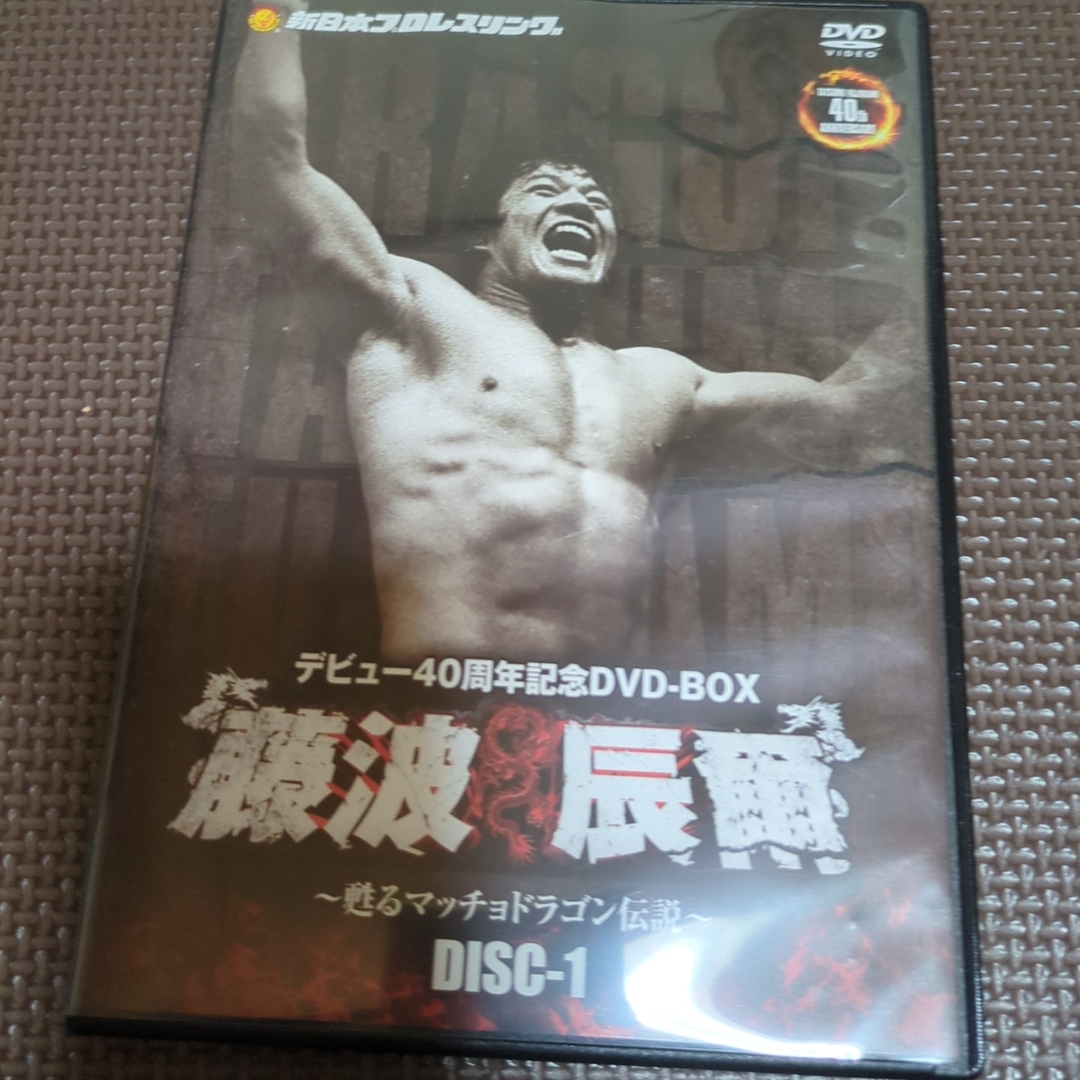 新日本プロレスリング
DVD
VIDEO
40th
ANNIVERSARY
デビュー40周年記念DVD-BOX
藤波 辰爾
～甦るマッチョドラゴン伝説～
DISC-1